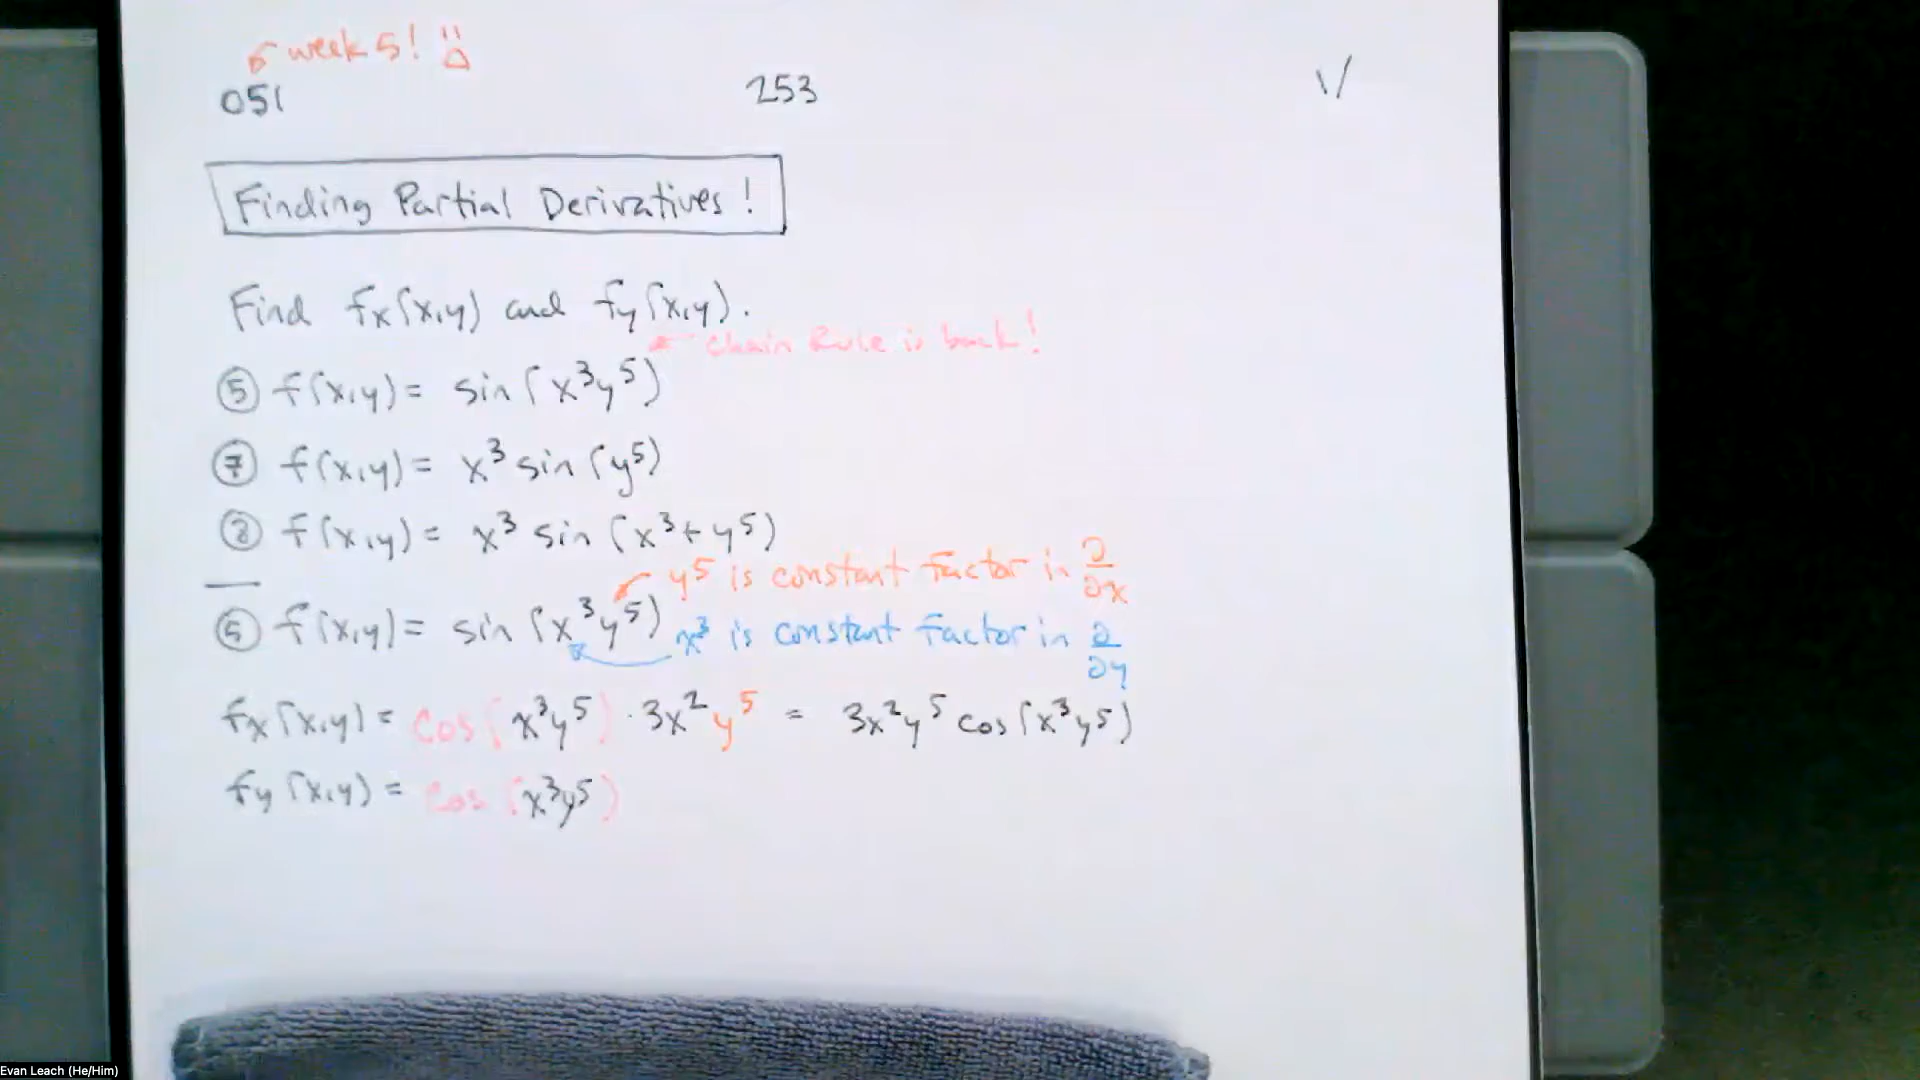 week 5!
051 253 1/
Finding Partial Derivatives!
Find fx(x,y) and fy(x,y).
Chain Rule is back!
f(x,y) = sin(x³y⁵)
⑦ f(x,y) = x³ sin(y⁵)
⑧ f(x,y) = x³ sin(x³+y⁵)
y⁵ is constant factor in ∂/∂x
f(x,y) = sin(x³y⁵)
x³ is constant factor in ∂/∂y
fx(x,y) = cos(x³y⁵) · 3x²y⁵ = 3x²y⁵ cos(x³y⁵)
fy(x,y) = cos(x³y⁵)
Evan Leach (He/Him)